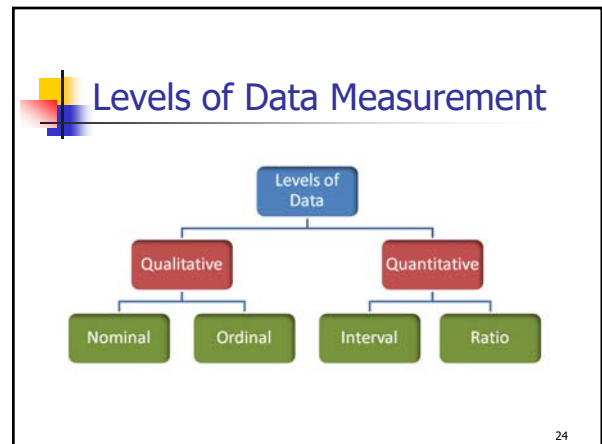 Levels of Data Measurement
Levels of
Data
Qualitative
Quantitative
Nominal
Ordinal
Interval
Ratio
24